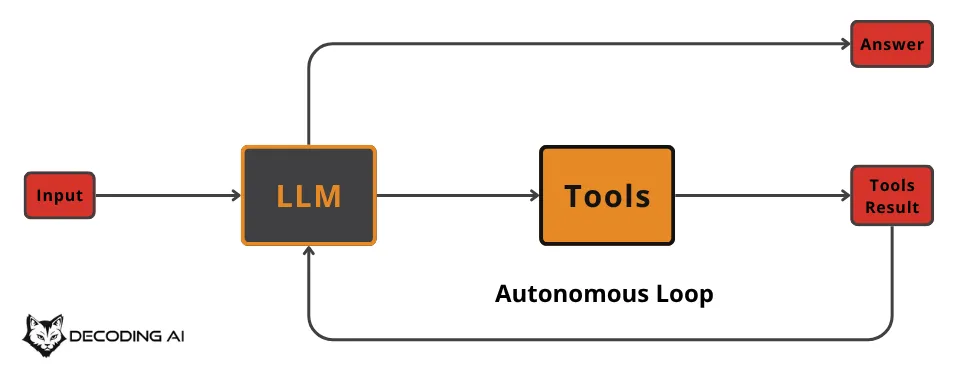 Answer
Input
LLM
Tools
Tools
Result
Autonomous Loop
DECODING AI